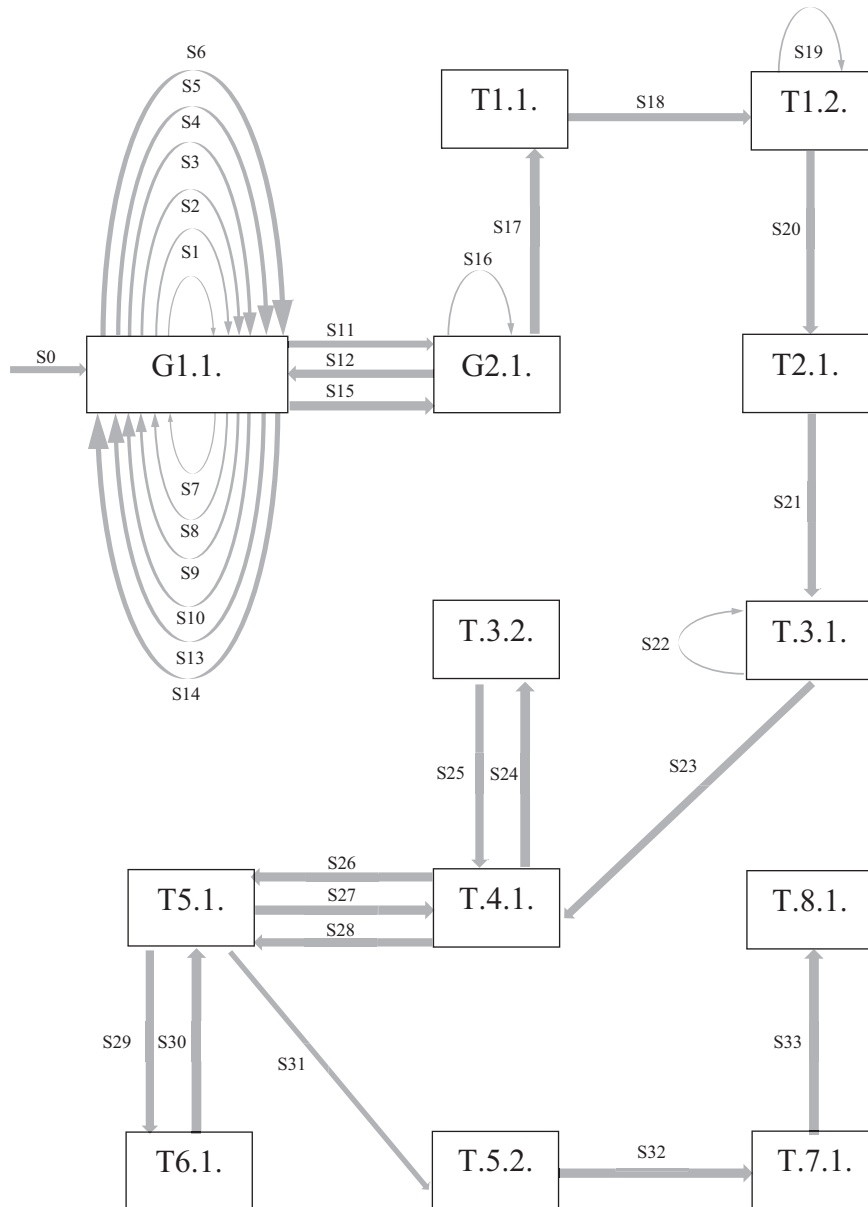 S6
S5
S4
S3
S2
S1
S0
G1.1.
S7
S8
S9
S10
S13
S14
S11
S12
S15
S16
G2.1.
S17
T1.1.
S18
S19
T1.2.
S20
T2.1.
S21
T.3.1.
S22
S23
T.3.2.
S25
S24
T.4.1.
S26
S27
S28
T5.1.
S29
S30
T6.1.
S31
T.5.2.
S32
T.7.1.
S33
T.8.1.